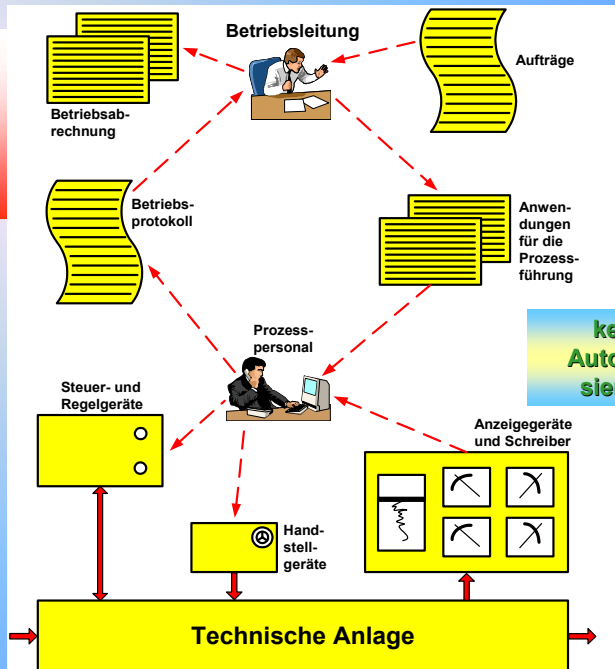 Betriebsleitung
Aufträge
Betriebsab-
rechnung
Betriebs-
protokoll
Anwen-
dungen
für die
Prozess-
führung
Prozess-
personal
Steuer- und
Regelgeräte
Anzeigegeräte
und Schreiber
Hand-
stell-
geräte
Technische Anlage